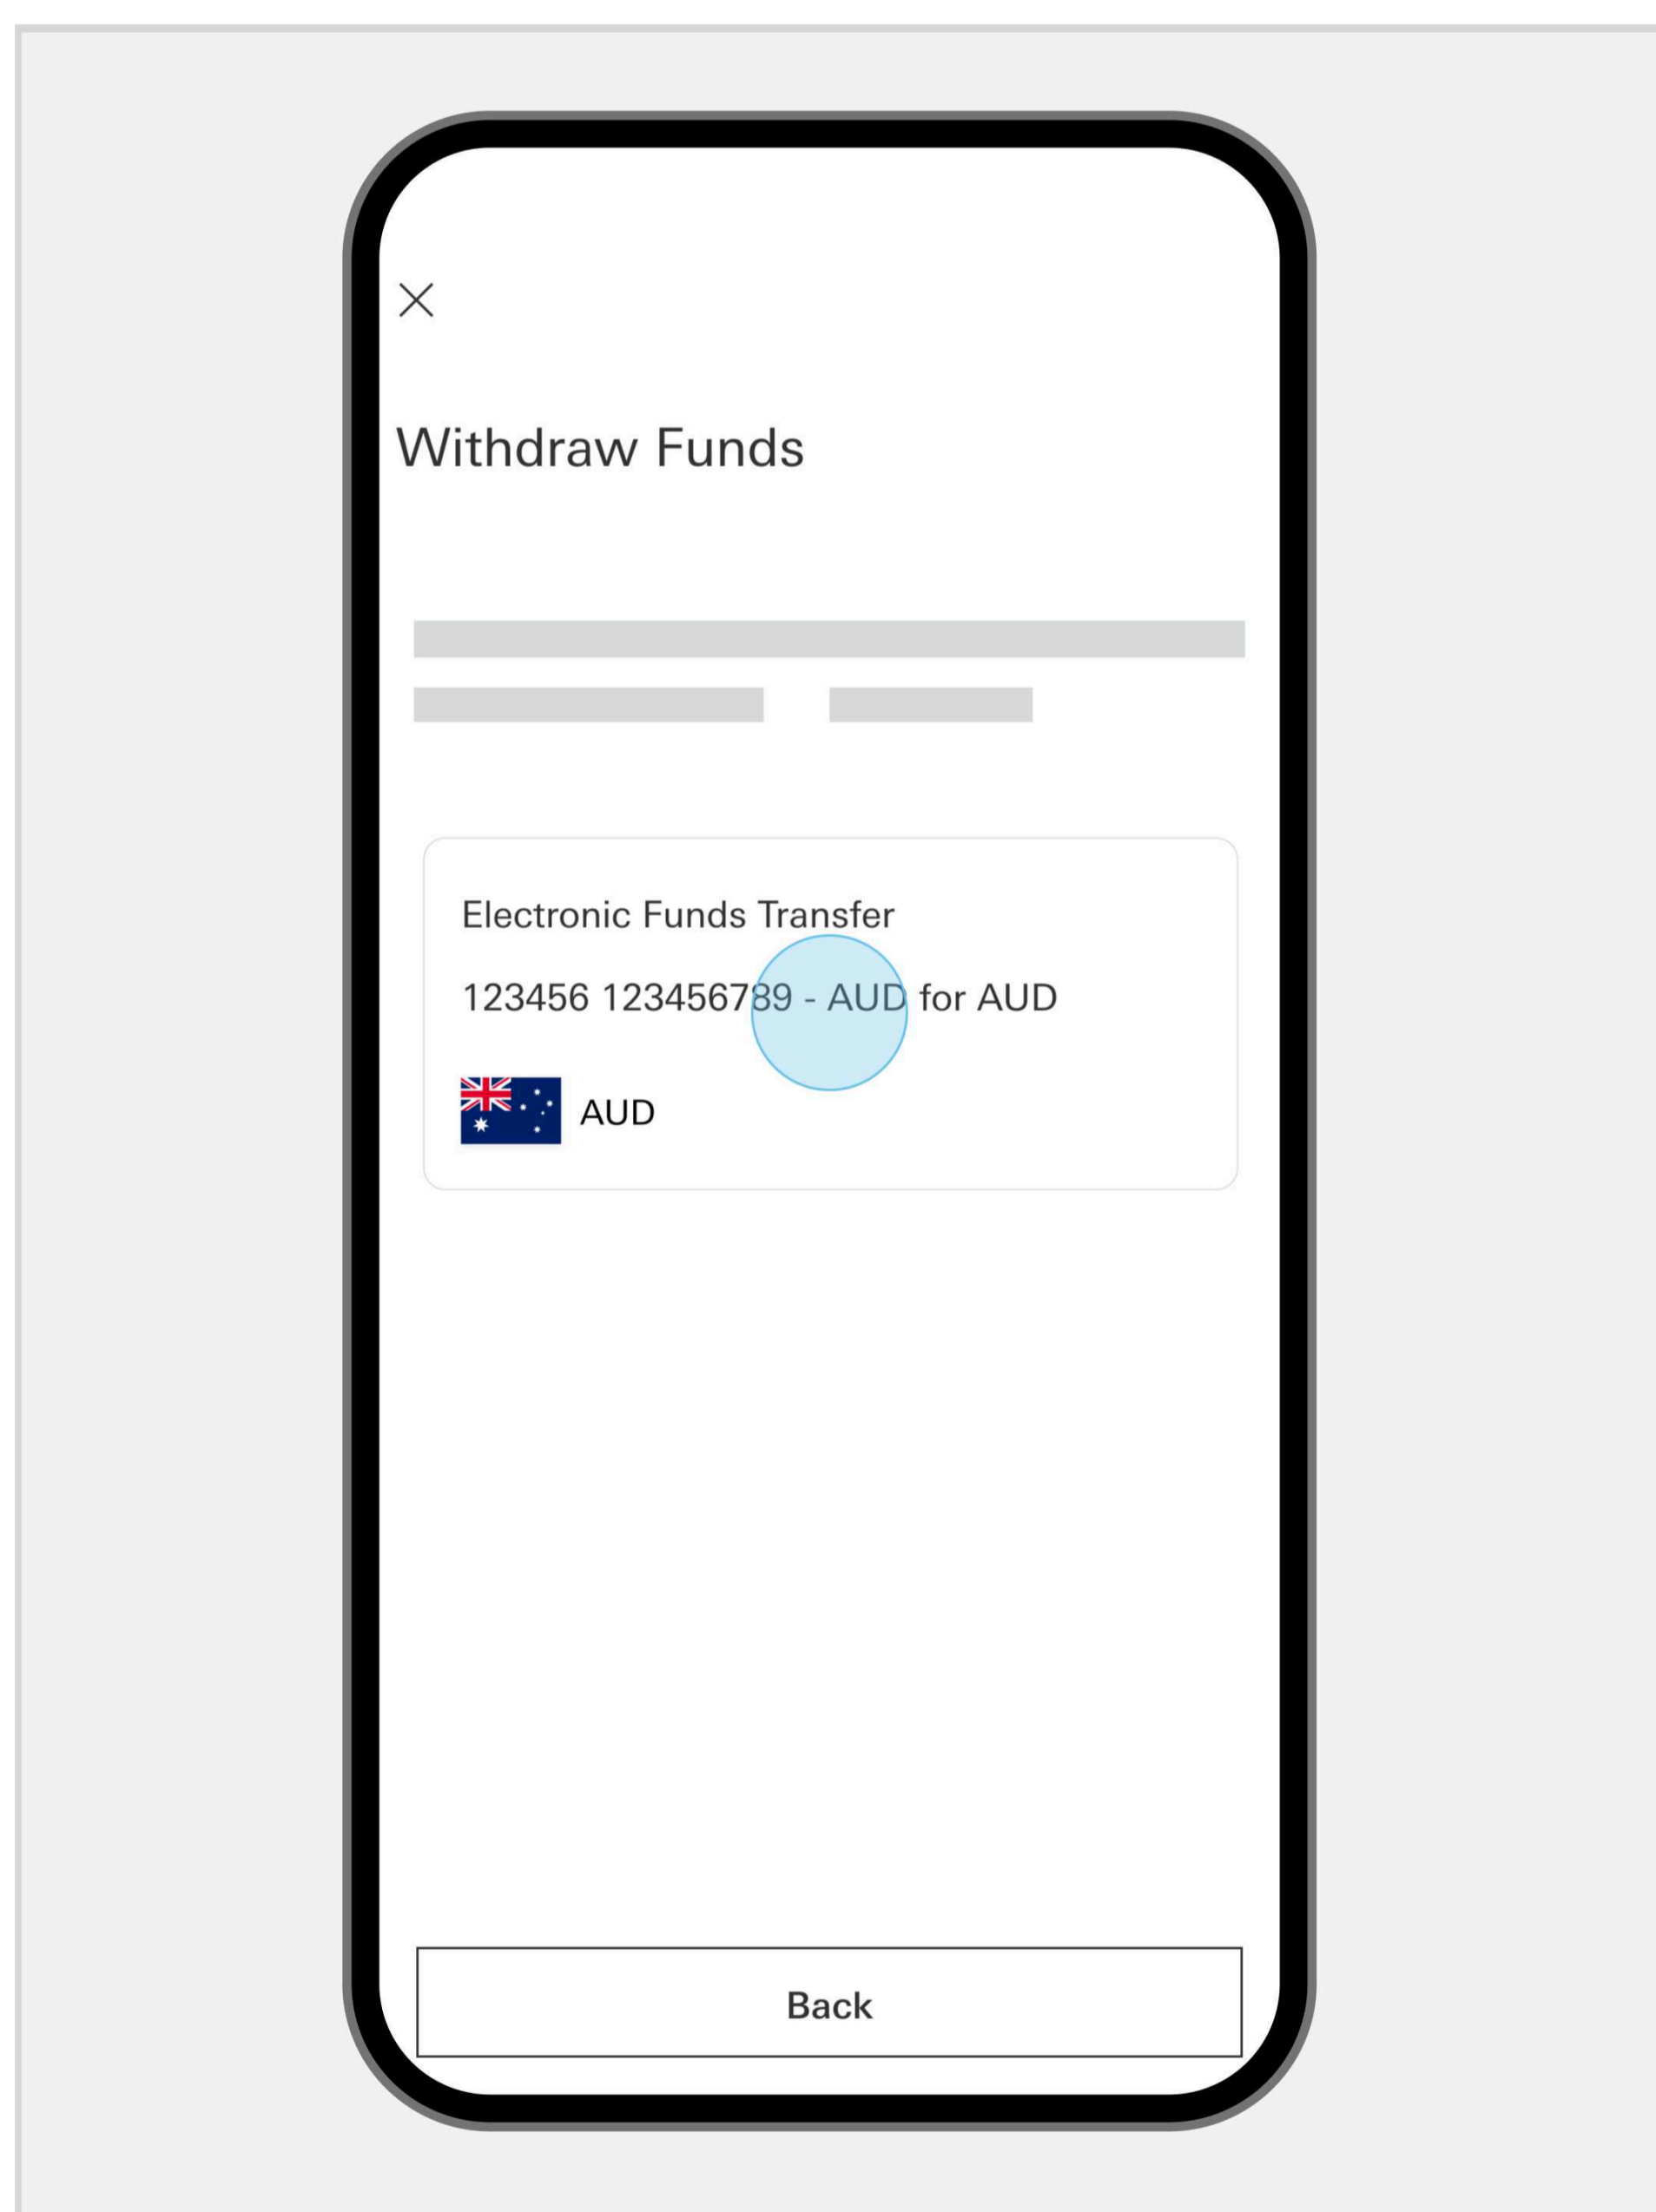 Withdraw Funds
Electronic Funds Transfer
123456 123456789 - AUD for AUD
AUD
Back